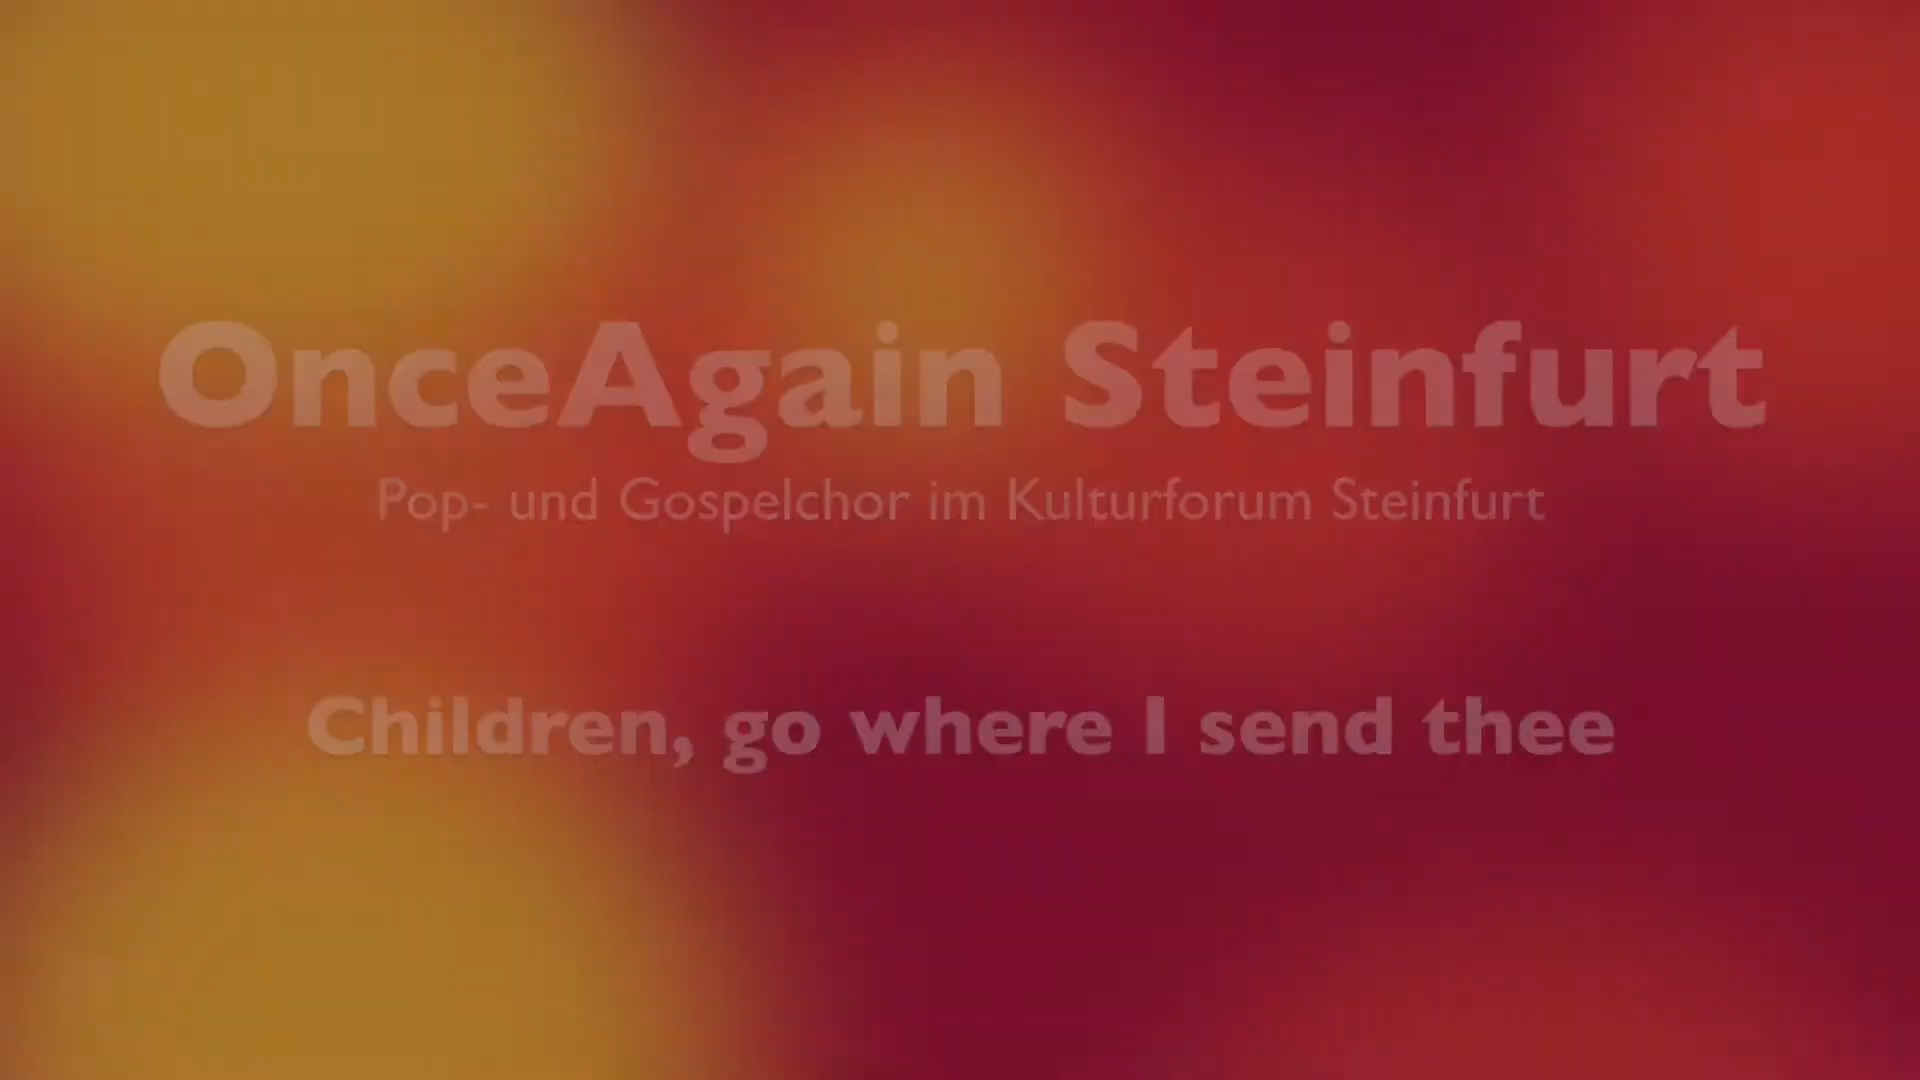 OnceAgain Steinfurt
Pop- und Gospelchor im Kulturforum Steinfurt
Children, go where I send thee